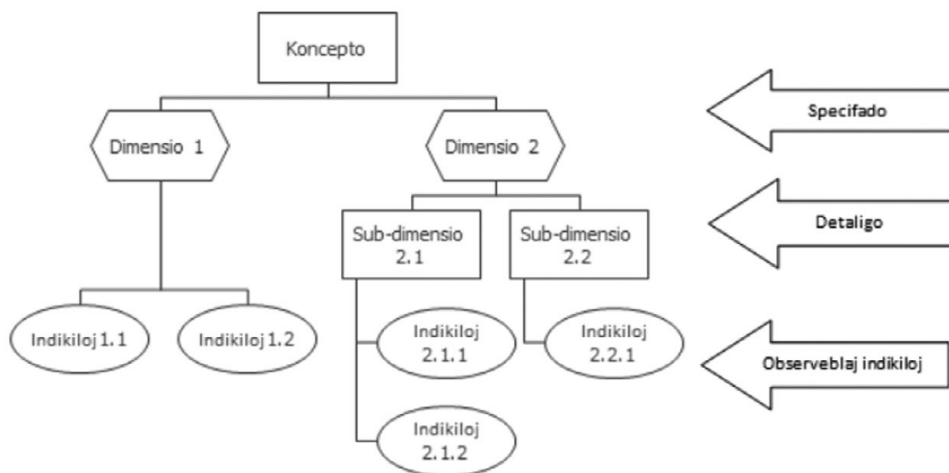 Koncepto
Specifado
Dimensio 1
Dimensio 2
Detaligo
Sub-dimensio
2.1
Sub-dimensio
2.2
Indikiloj 1.1
Indikiloj 1.2
Indikiloj
2.1.1
Indikiloj
2.2.1
Observeblaj indikiloj
Indikiloj
2.1.2